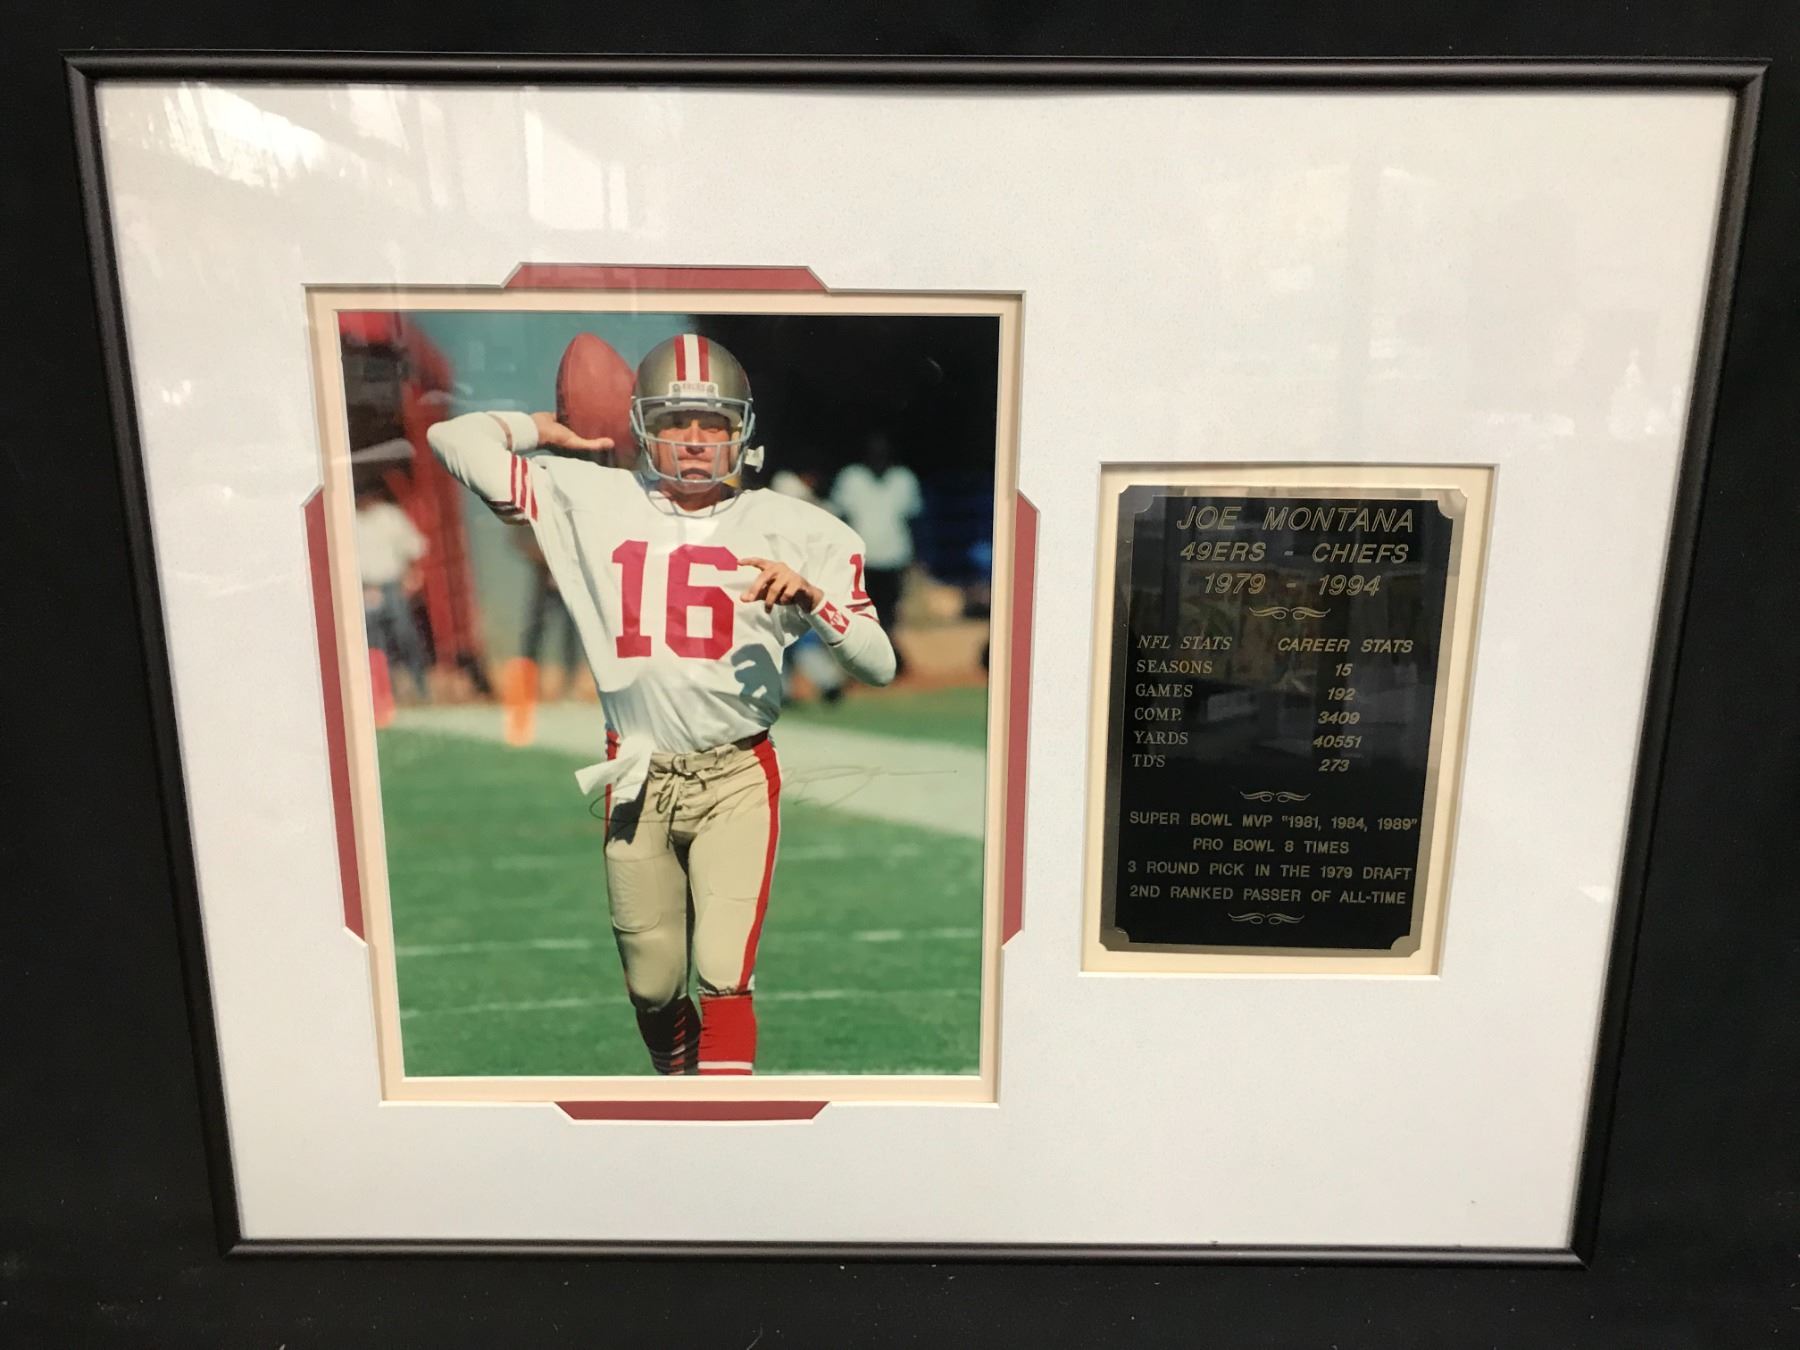 49ERS
16
1
JOE MONTANA
49ERS - CHIEFS
1979 - 1994
NFL STATS CAREER STATS
SEASONS 15
GAMES 192
COMP. 3409
YARDS 40551
TD'S 273
SUPER BOWL MVP "1981, 1984, 1989"
PRO BOWL 8 TIMES
3 ROUND PICK IN THE 1979 DRAFT
2ND RANKED PASSER OF ALL-TIME